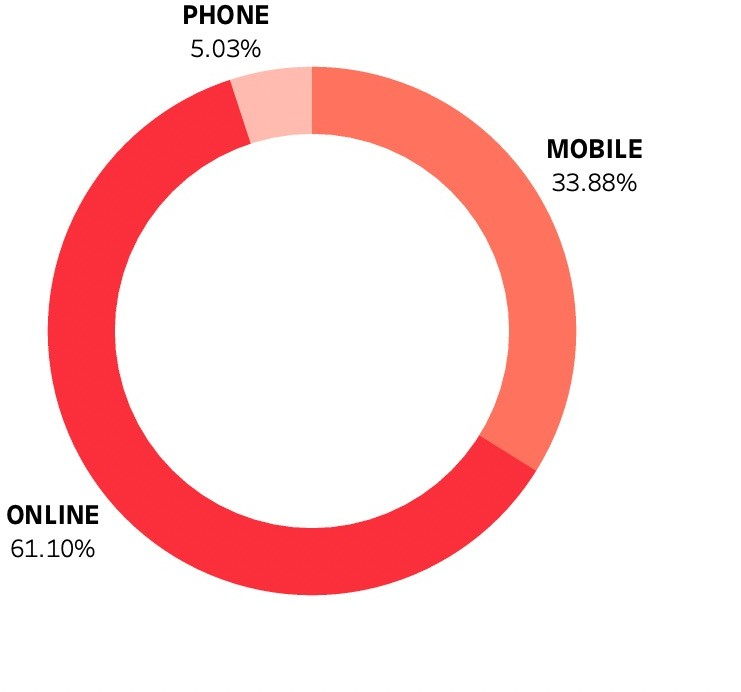 PHONE
5.03%
MOBILE
33.88%
ONLINE
61.10%